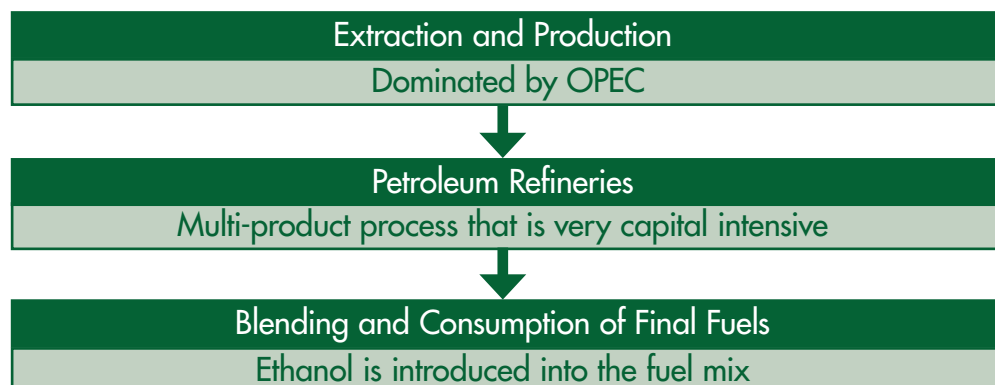 Extraction and Production
Dominated by OPEC
Petroleum Refineries
Multi-product process that is very capital intensive
Blending and Consumption of Final Fuels
Ethanol is introduced into the fuel mix